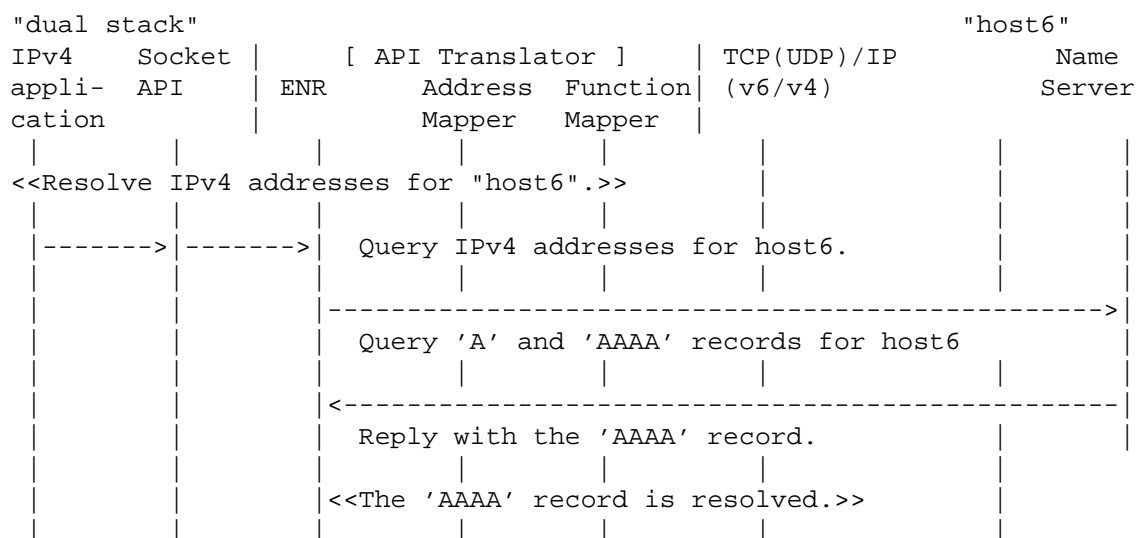 "dual stack" "host6"
IPv4 Socket | [ API Translator ] | TCP(UDP)/IP Name
appli- API | ENR Address Function| (v6/v4) Server
cation | Mapper Mapper |
| | | | | | | |
<<Resolve IPv4 addresses for "host6".>> | | |
| | | | | | | |
|------->|------->| Query IPv4 addresses for host6. | |
| | | | | | | |
| | |------------------------------------------------->|
| | | Query 'A' and 'AAAA' records for host6 |
| | | | | | | |
| | |<-------------------------------------------------|
| | | Reply with the 'AAAA' record. | |
| | | | | | |
| | |<<The 'AAAA' record is resolved.>> |
| | | | | | |